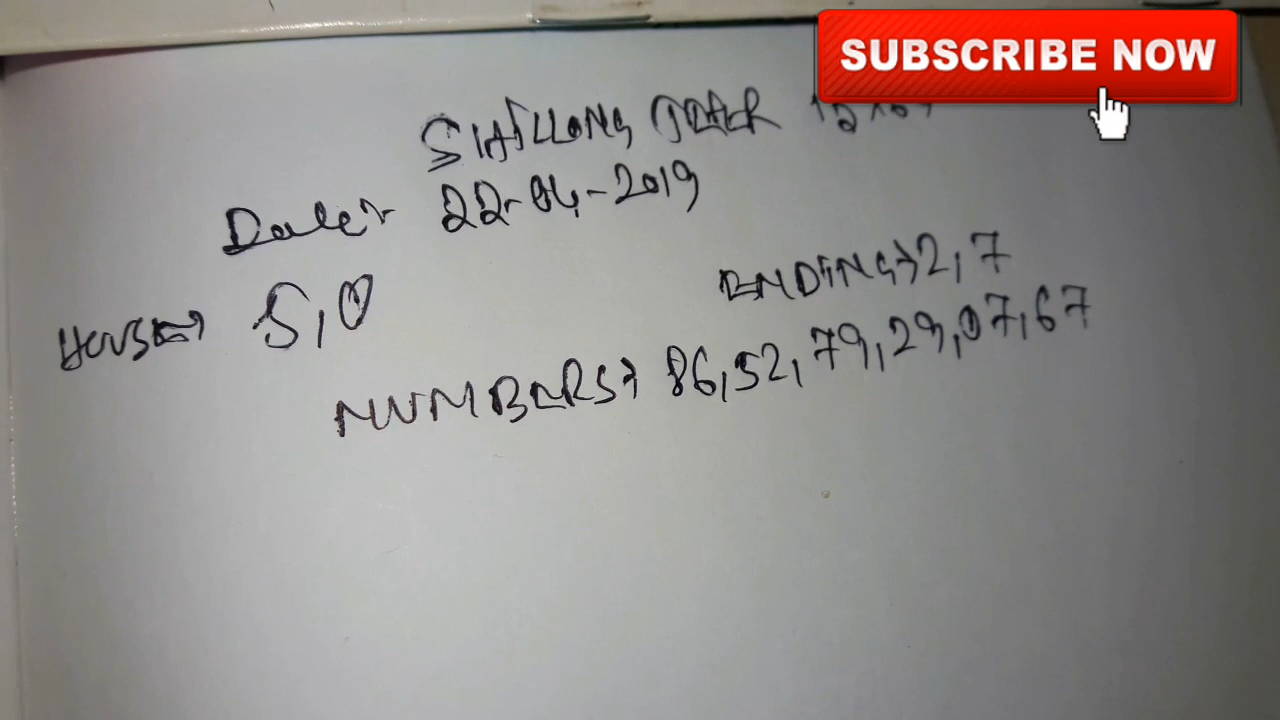 SUBSCRIBE NOW
SHILLONG TEAR
Date:- 22-04-2019
HOUSE→ 5,0
ENDING→2,7
NUMBERS→ 86,52,79,29,07,67